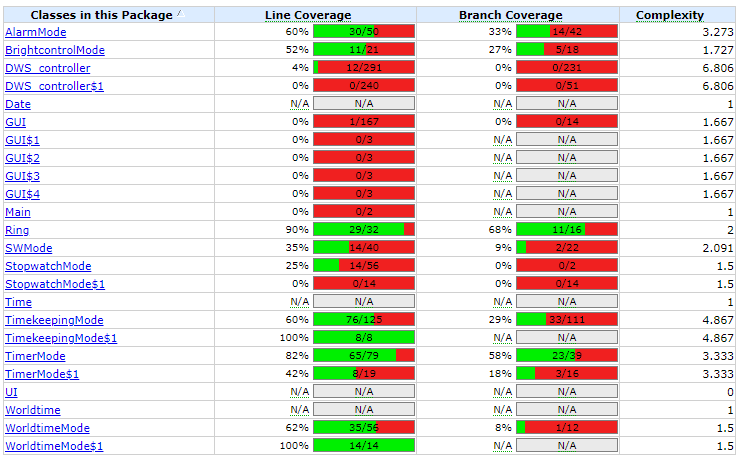 Classes in this Package Line Coverage Branch Coverage Complexity
AlarmMode 60% 30/50 33% 14/42 3.273
BrightcontrolMode 52% 11/21 27% 5/18 1.727
DWS_controller 4% 12/291 0% 0/231 6.806
DWS_controller$1 0% 0/240 0% 0/51 6.806
Date N/A N/A N/A N/A 1
GUI 0% 1/167 0% 0/14 1.667
GUI$1 0% 0/3 N/A N/A 1.667
GUI$2 0% 0/3 N/A N/A 1.667
GUI$3 0% 0/3 N/A N/A 1.667
GUI$4 0% 0/3 N/A N/A 1.667
Main 0% 0/2 N/A N/A 1
Ring 90% 29/32 68% 11/16 2
SWMode 35% 14/40 9% 2/22 2.091
StopwatchMode 25% 14/56 0% 0/2 1.5
StopwatchMode$1 0% 0/14 0% 0/14 1.5
Time N/A N/A N/A N/A 1
TimekeepingMode 60% 76/125 29% 33/111 4.867
TimekeepingMode$1 100% 8/8 N/A N/A 4.867
TimerMode 82% 65/79 58% 23/39 3.333
TimerMode$1 42% 8/19 18% 3/16 3.333
UI N/A N/A N/A N/A 0
Worldtime N/A N/A N/A N/A 1
WorldtimeMode 62% 35/56 8% 1/12 1.5
WorldtimeMode$1 100% 14/14 N/A N/A 1.5